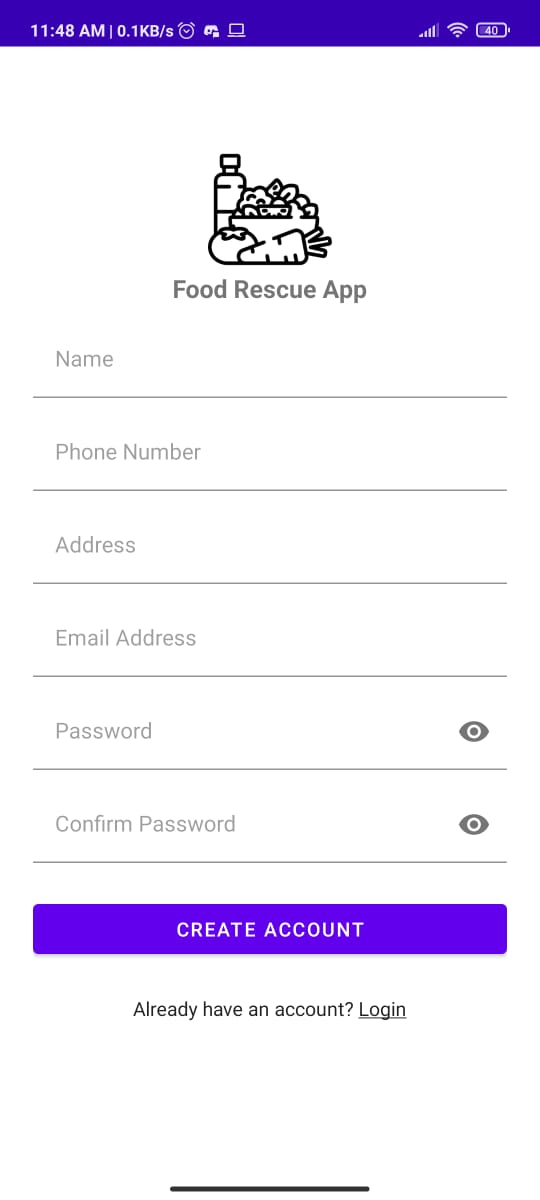 11:48 AM | 0.1KB/s 40
Food Rescue App
Name
Phone Number
Address
Email Address
Password
Confirm Password
CREATE ACCOUNT
Already have an account? Login